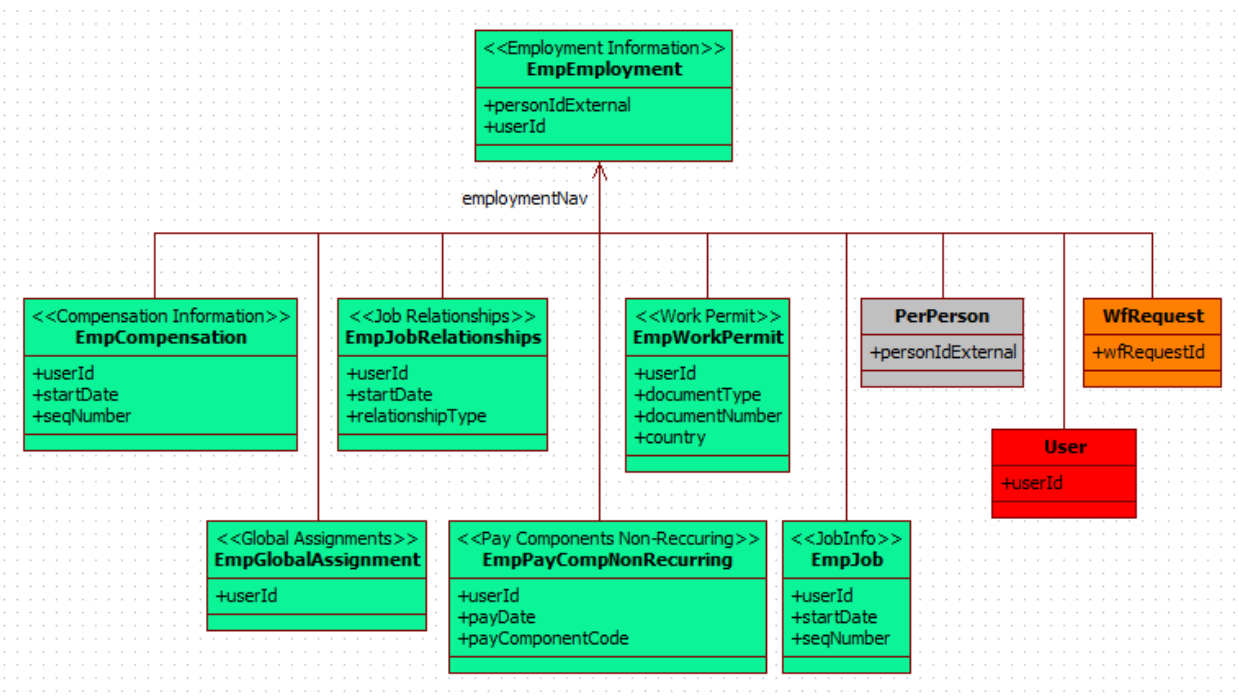 <<Employment Information>>
EmpEmployment
+personIdExternal
+userId
employmentNav
<<Compensation Information>>
EmpCompensation
+userId
+startDate
+seqNumber
<<Job Relationships>>
EmpJobRelationships
+userId
+startDate
+relationshipType
<<Work Permit>>
EmpWorkPermit
+userId
+documentType
+documentNumber
+country
PerPerson
+personIdExternal
WfRequest
+wfRequestId
User
+userId
<<Global Assignments>>
EmpGlobalAssignment
+userId
<<Pay Components Non-Reccuring>>
EmpPayCompNonRecurring
+userId
+payDate
+payComponentCode
<<JobInfo>>
EmpJob
+userId
+startDate
+seqNumber